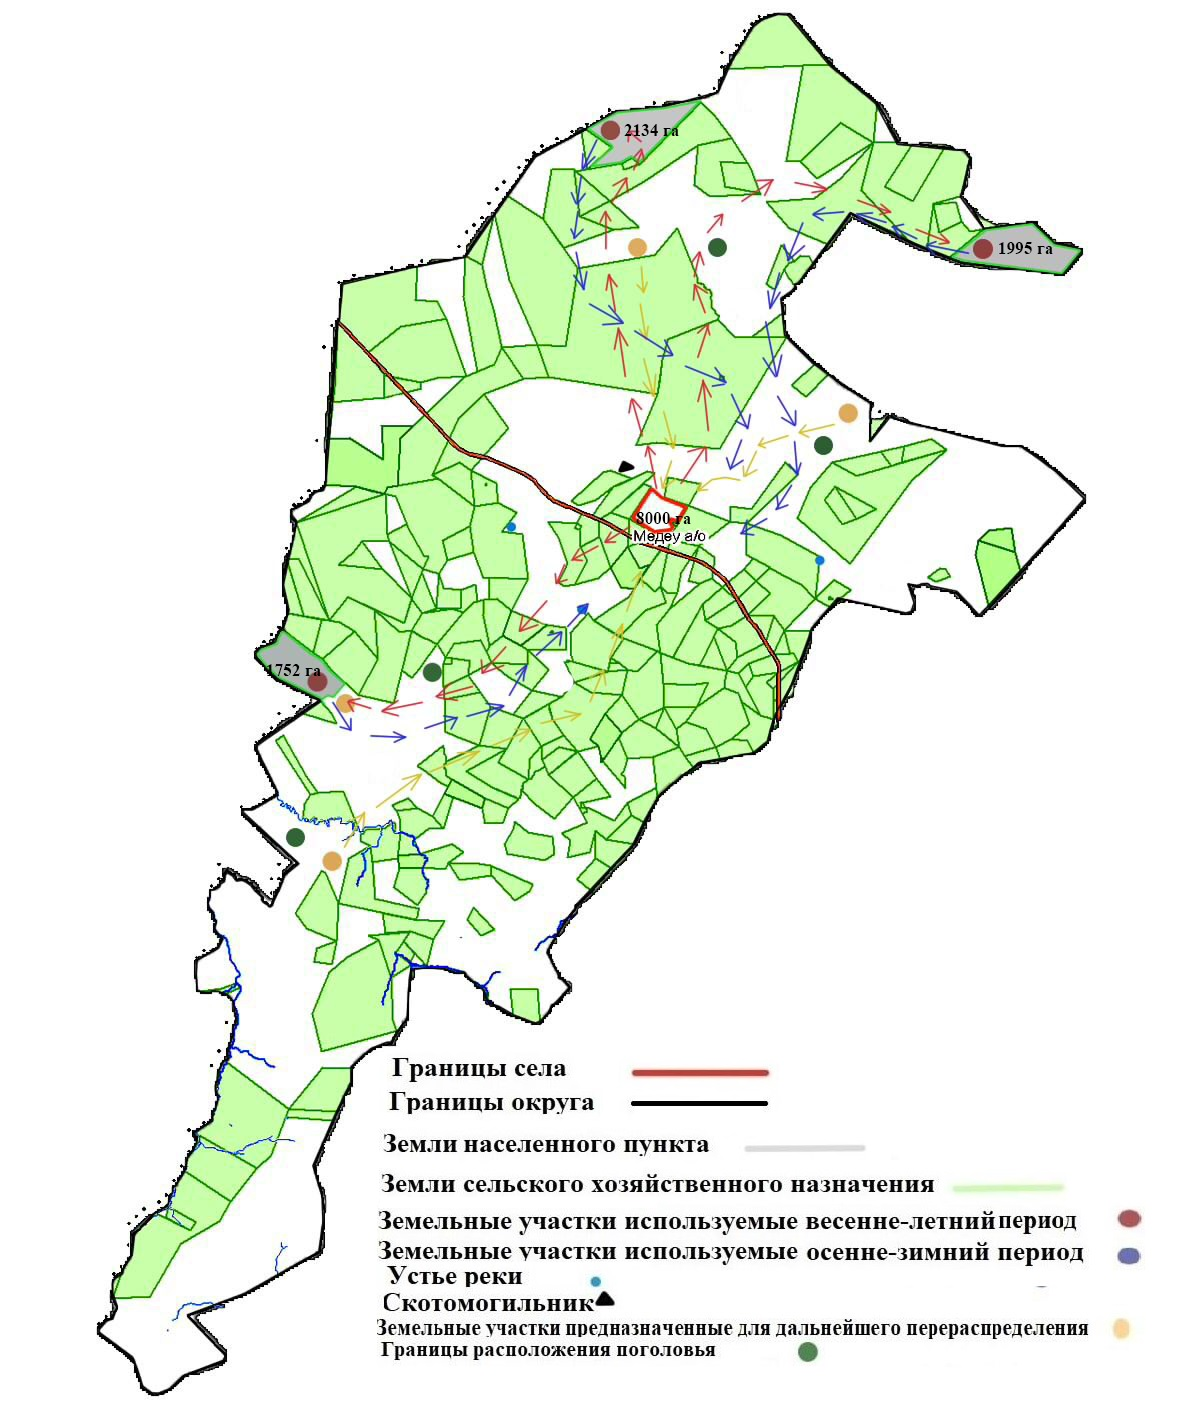 2134 га
1995 га
8000 га
Медеу а/о
1752 га
Границы села
Границы округа
Земли населенного пункта
Земли сельского хозяйственного назначения
Земельные участки используемые весенне-летний период
Земельные участки используемые осенне-зимний период
Устье реки
Скотомогильник
Земельные участки предназначенные для дальнейшего перераспределения
Границы расположения поголовья